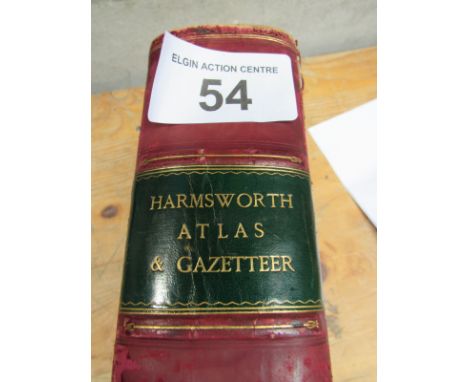 ELGIN ACTION CENTRE
54
HARMSWORTH
ATLAS
& GAZETTEER